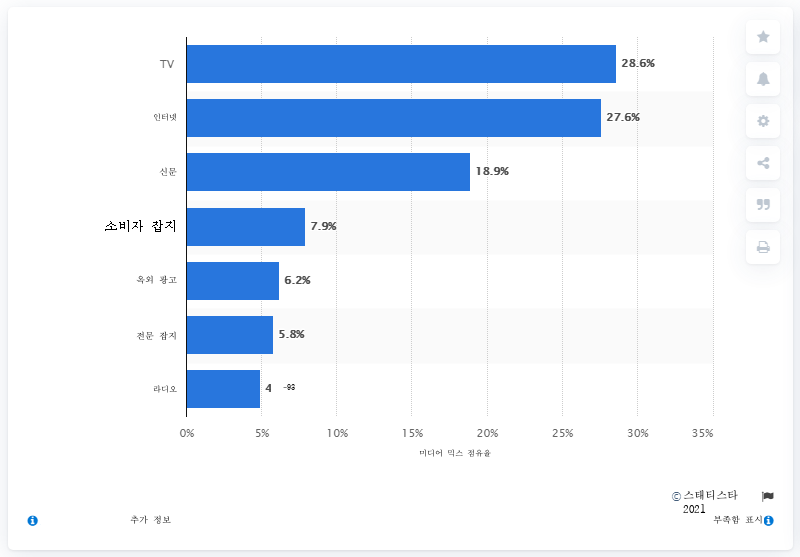 TV
28.6%
인터넷
27.6%
신문
18.9%
소비자 잡지
7.9%
옥외 광고
6.2%
전문 잡지
5.8%
라디오
4
0%
5%
10%
15%
20%
25%
30%
35%
미디어 믹스 점유율
© 스태티스타
2021
추가 정보
부족함 표시